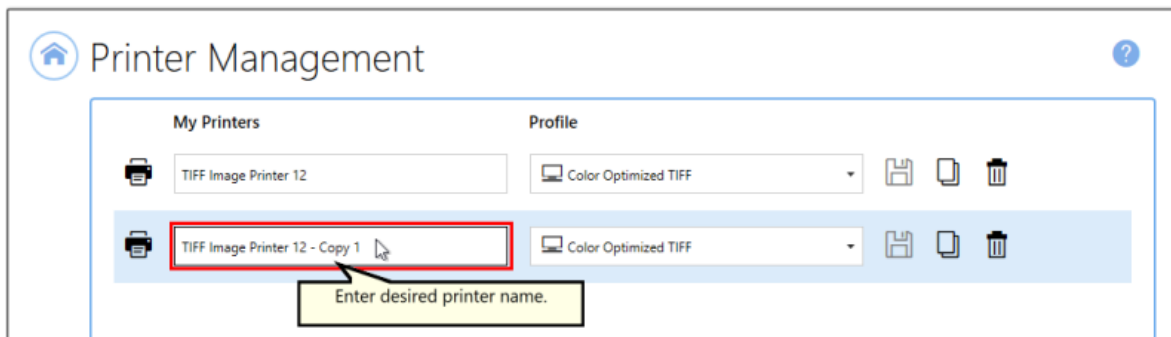 Printer Management
?
My Printers Profile
TIFF Image Printer 12 Color Optimized TIFF
TIFF Image Printer 12 - Copy 1 Color Optimized TIFF
Enter desired printer name.